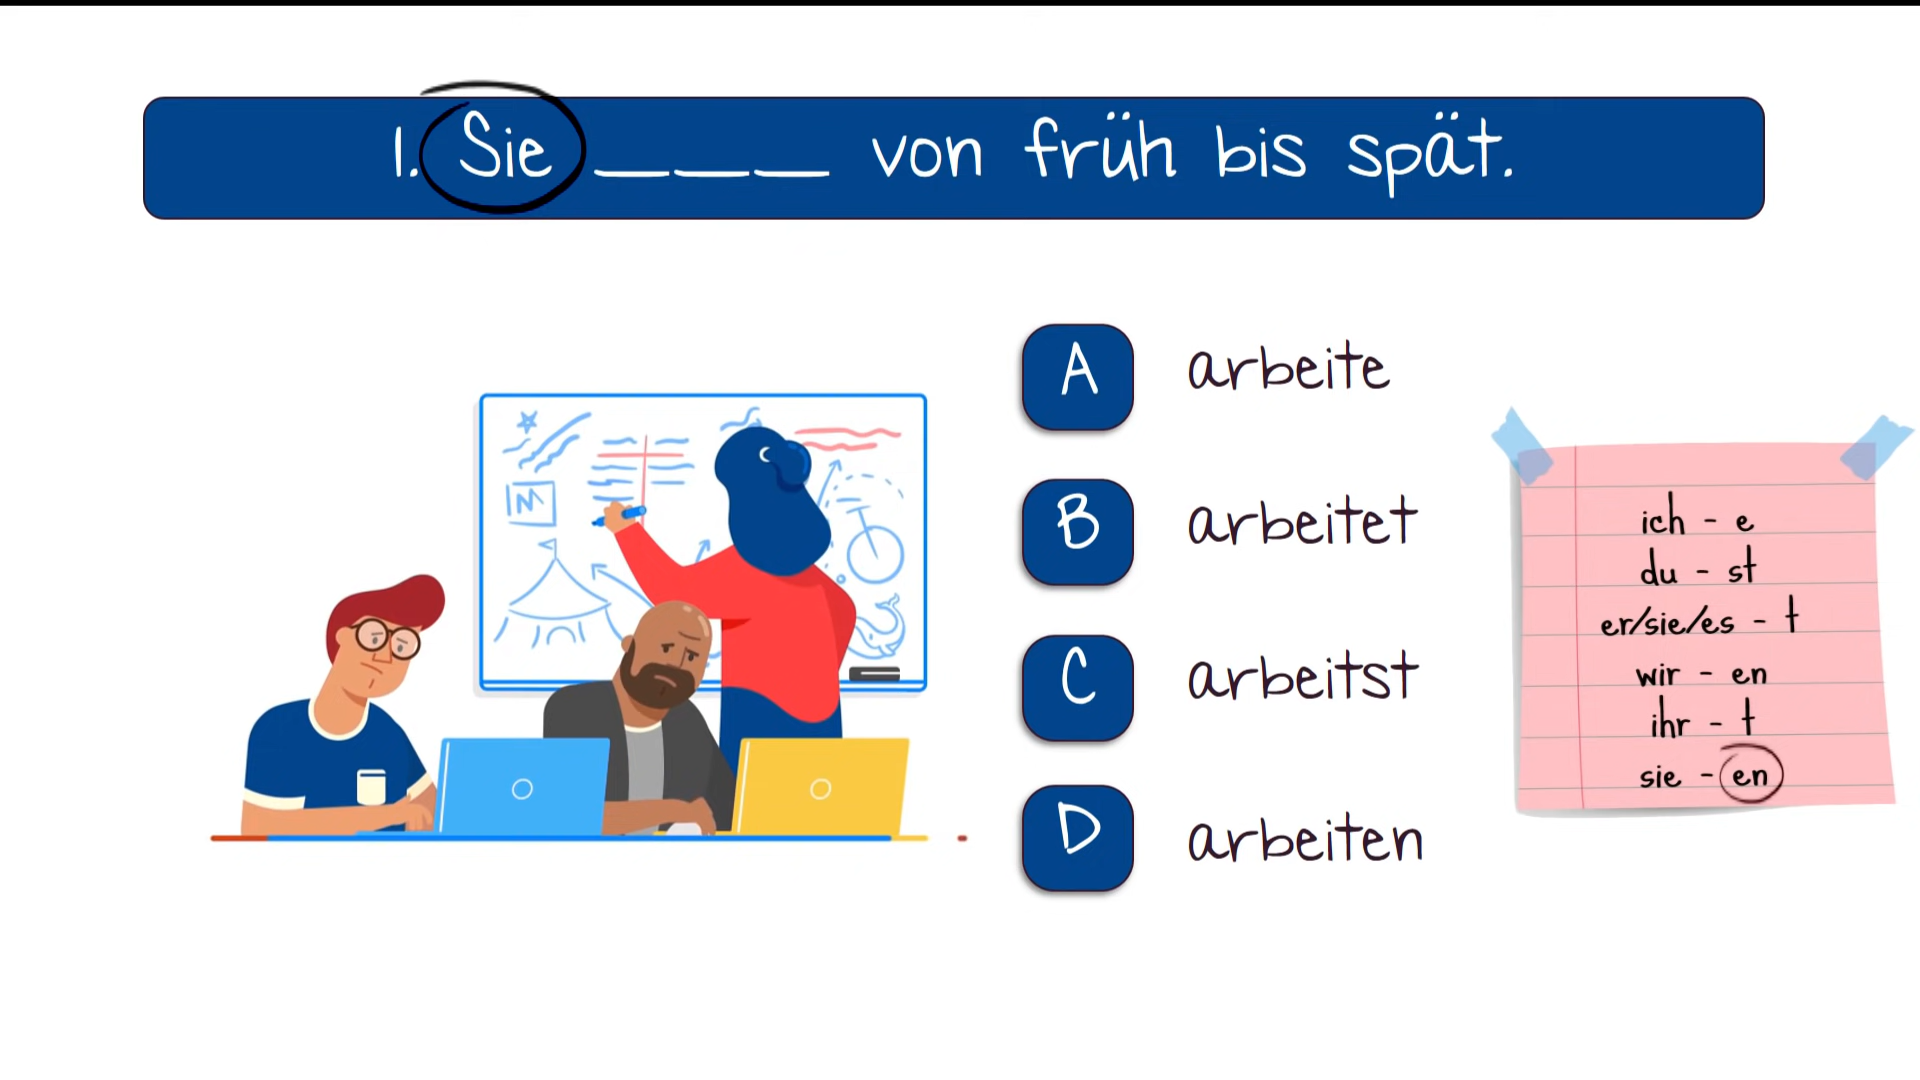 1. Sie ___ von früh bis spät.
A arbeite
B arbeitet
C arbeitst
D arbeiten
ich - e
du - st
er/sie/es - t
wir - en
ihr - t
sie - en